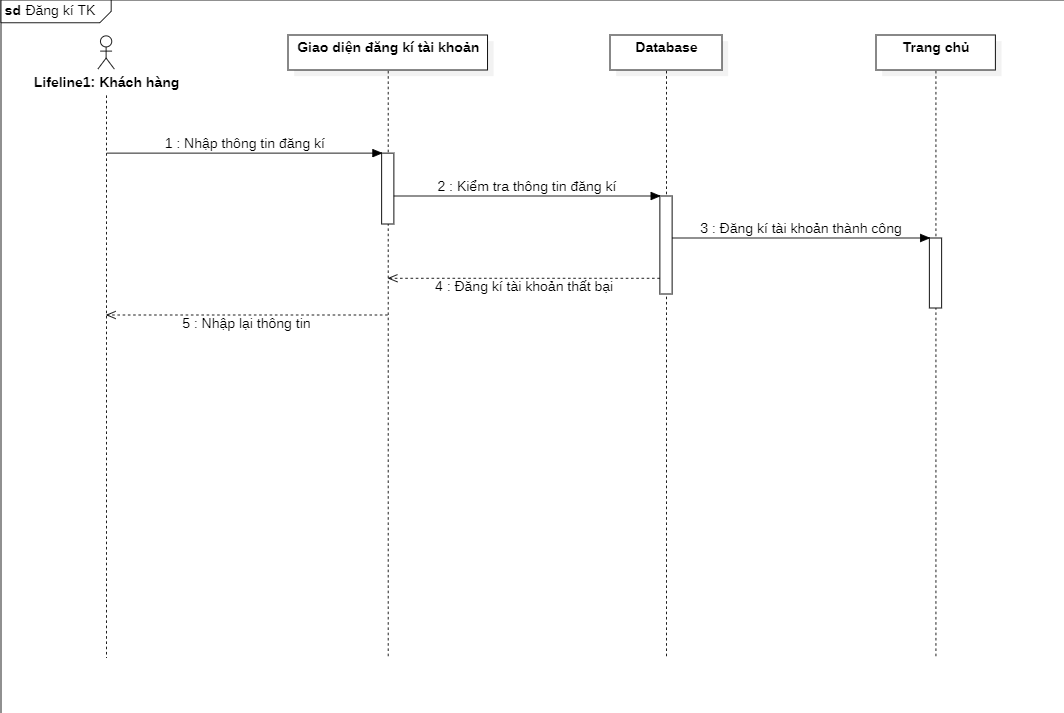 sd Đăng kí TK
Giao diện đăng kí tài khoản
Database
Trang chủ
Lifeline1: Khách hàng
1 : Nhập thông tin đăng kí
2 : Kiểm tra thông tin đăng kí
3 : Đăng kí tài khoản thành công
4 : Đăng kí tài khoản thất bại
5 : Nhập lại thông tin